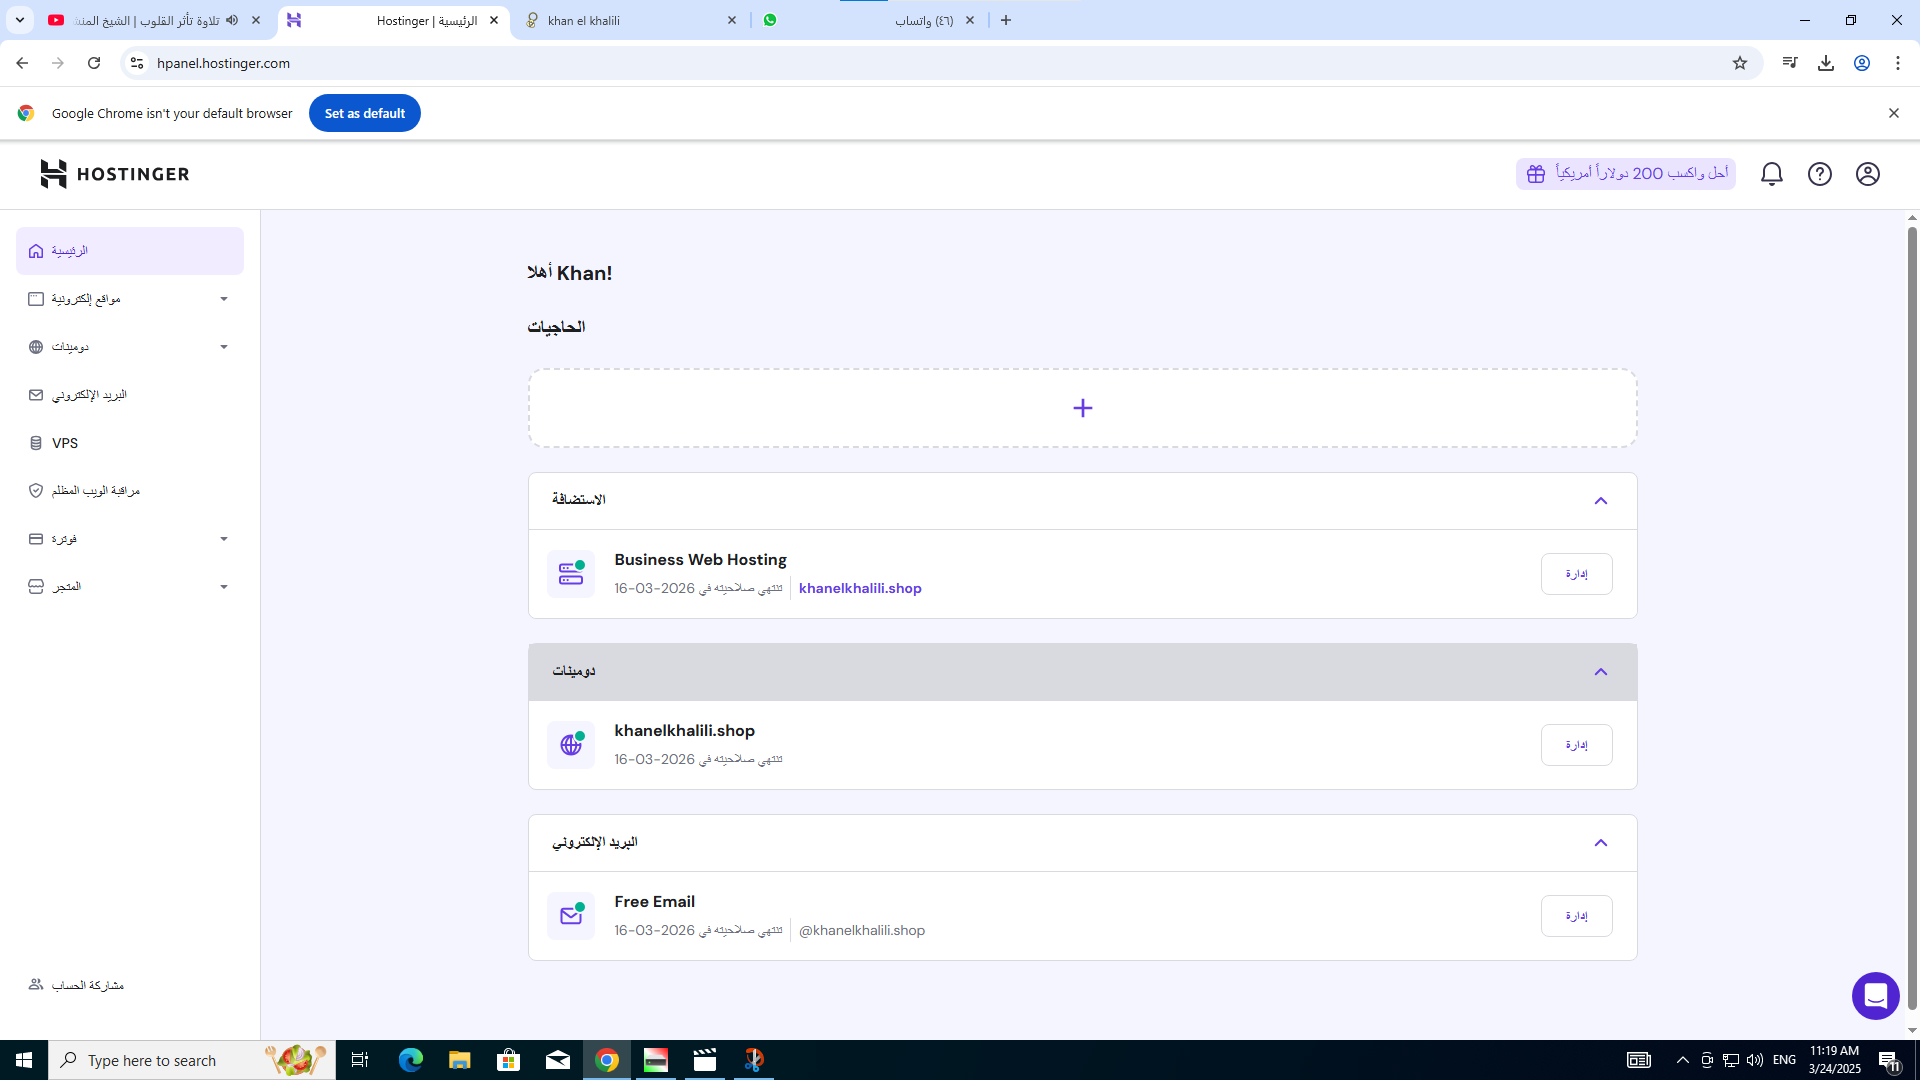 تلاوة تأثر القلوب | الشيخ المنش
Hostinger | الرئيسية
khan el khalili
(٤٦) واتساب
hpanel.hostinger.com
Google Chrome isn't your default browser
Set as default
HOSTINGER
أحل واكسب 200 دولاراً أمريكياً
الرئيسية
مواقع إلكترونية
دومينات
البريد الإلكتروني
VPS
مراقبة الويب المظلم
فوترة
المتجر
مشاركة الحساب
أهلا Khan!
الحاجيات
الاستضافة
Business Web Hosting
تنتهي صلاحيته في 2026-03-16
khanelkhalili.shop
إدارة
دومينات
khanelkhalili.shop
تنتهي صلاحيته في 2026-03-16
إدارة
البريد الإلكتروني
Free Email
تنتهي صلاحيته في 2026-03-16
@khanelkhalili.shop
إدارة
Type here to search
ENG
11:19 AM
3/24/2025
11